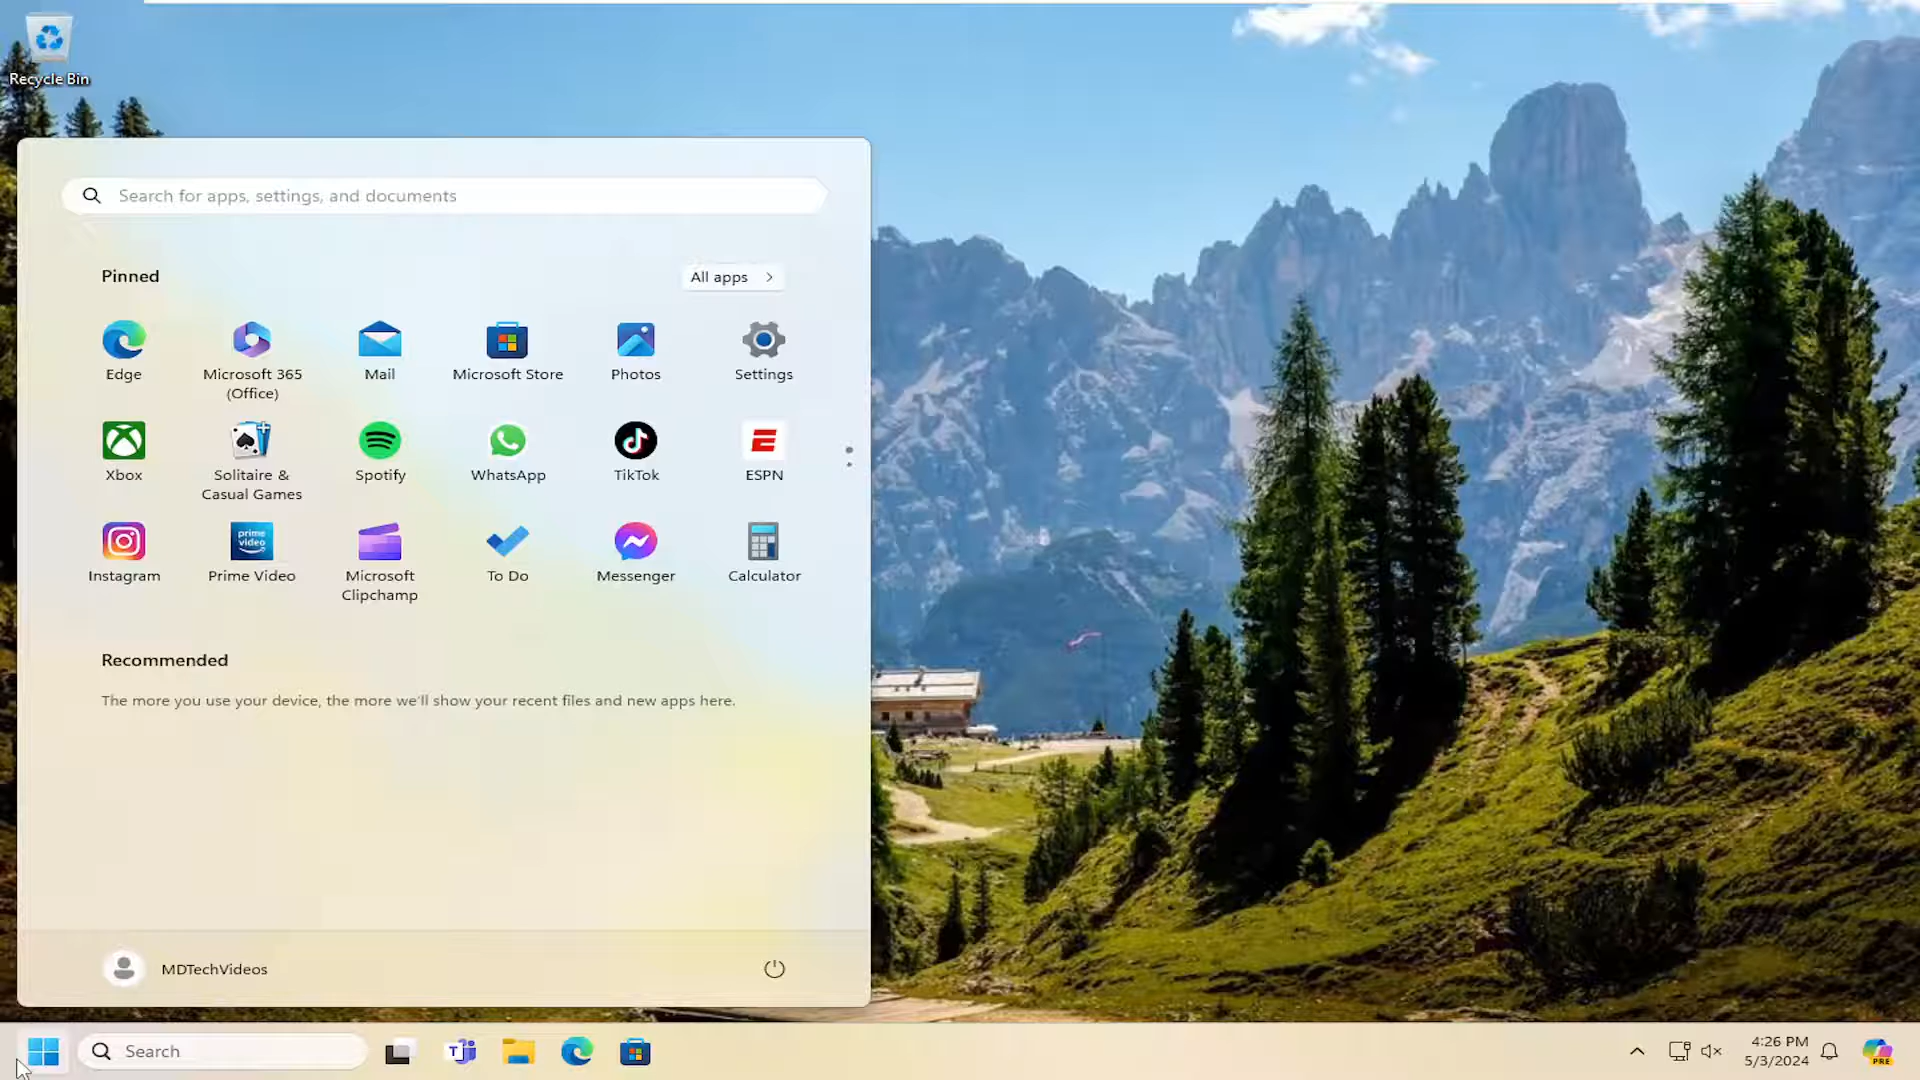 Recycle Bin
Search for apps, settings, and documents
Pinned
All apps
Edge
Microsoft 365
(Office)
Mail
Microsoft Store
Photos
Settings
Xbox
Solitaire &
Casual Games
Spotify
WhatsApp
TikTok
ESPN
prime
video
Instagram
Prime Video
Microsoft
Clipchamp
To Do
Messenger
Calculator
Recommended
The more you use your device, the more we'll show your recent files and new apps here.
MDTechVideos
Search
4:26 PM
5/3/2024
PRE